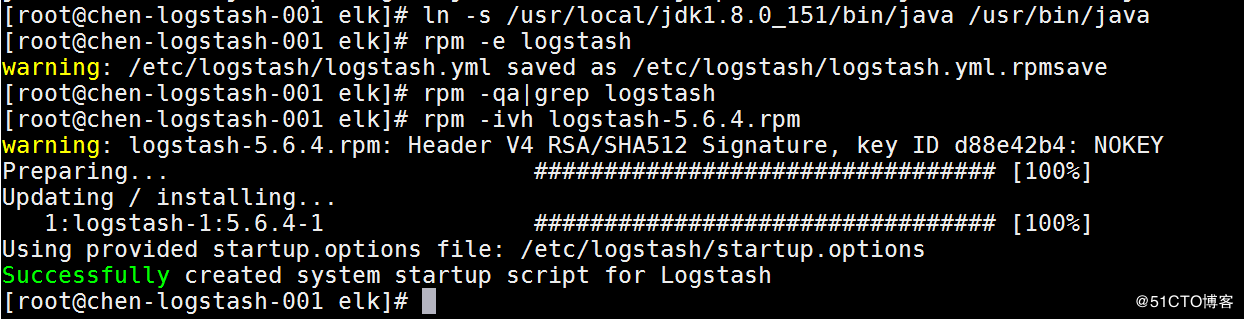 [root@chen-logstash-001 elk]# ln -s /usr/local/jdk1.8.0_151/bin/java /usr/bin/java
[root@chen-logstash-001 elk]# rpm -e logstash
warning: /etc/logstash/logstash.yml saved as /etc/logstash/logstash.yml.rpmsave
[root@chen-logstash-001 elk]# rpm -qa|grep logstash
[root@chen-logstash-001 elk]# rpm -ivh logstash-5.6.4.rpm
warning: logstash-5.6.4.rpm: Header V4 RSA/SHA512 Signature, key ID d88e42b4: NOKEY
Preparing...                          ################################# [100%]
Updating / installing...
   1:logstash-1:5.6.4-1               ################################# [100%]
Using provided startup.options file: /etc/logstash/startup.options
Successfully created system startup script for Logstash
[root@chen-logstash-001 elk]#
@51CTO博客